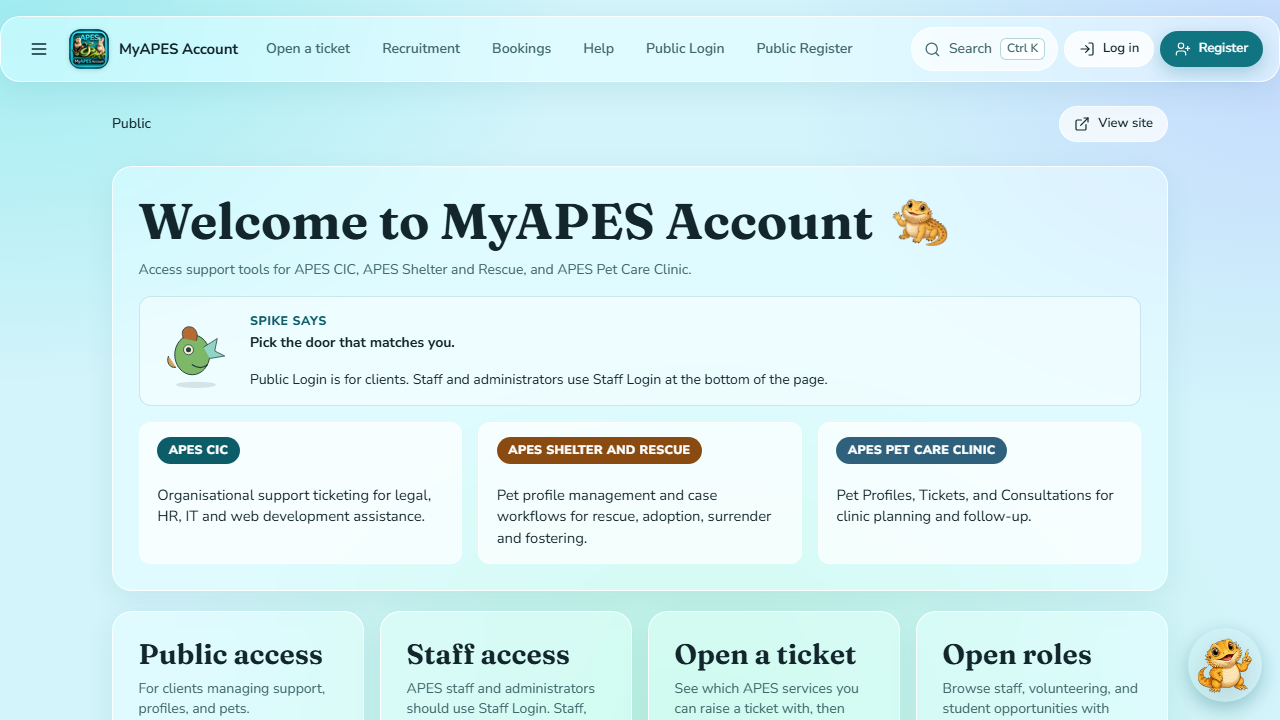 MyAPES Account
Open a ticket
Recruitment
Bookings
Help
Public Login
Public Register
Search
Ctrl K
Log in
Register
Public
View site
Welcome to MyAPES Account
Access support tools for APES CIC, APES Shelter and Rescue, and APES Pet Care Clinic.
SPIKE SAYS
Pick the door that matches you.
Public Login is for clients. Staff and administrators use Staff Login at the bottom of the page.
APES CIC
Organisational support ticketing for legal,
HR, IT and web development assistance.
APES SHELTER AND RESCUE
Pet profile management and case
workflows for rescue, adoption, surrender
and fostering.
APES PET CARE CLINIC
Pet Profiles, Tickets, and Consultations for
clinic planning and follow-up.
Public access
For clients managing support,
profiles, and pets.
Staff access
APES staff and administrators
should use Staff Login. Staff,
Open a ticket
See which APES services you
can raise a ticket with, then
Open roles
Browse staff, volunteering, and
student opportunities with